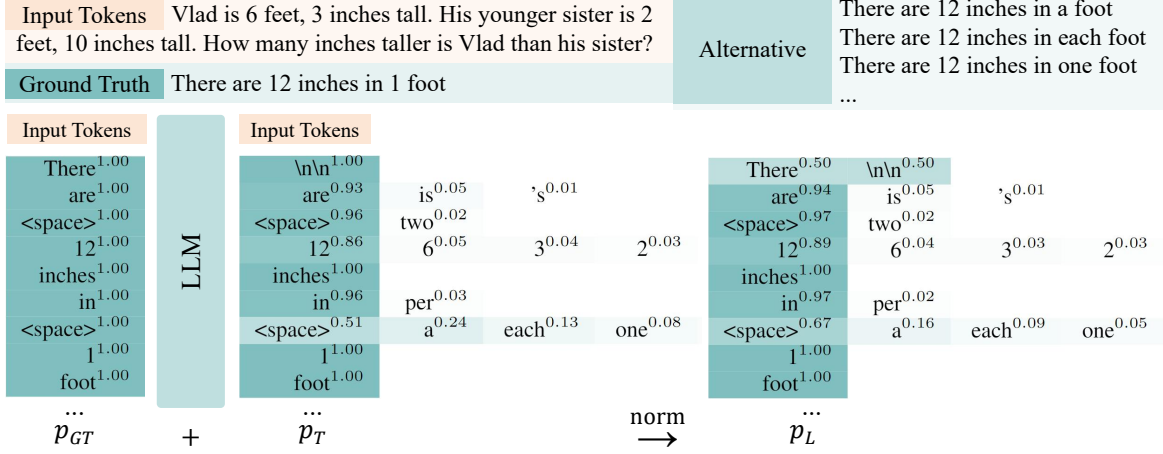 Input Tokens Vlad is 6 feet, 3 inches tall. His younger sister is 2
feet, 10 inches tall. How many inches taller is Vlad than his sister?
Ground Truth There are 12 inches in 1 foot
Alternative
There are 12 inches in a foot
There are 12 inches in each foot
There are 12 inches in one foot
...
Input Tokens
There^1.00
are^1.00
<space>^1.00
12^1.00
inches^1.00
in^1.00
<space>^1.00
1^1.00
foot^1.00
...
p_GT
+
LLM
Input Tokens
\n\n^1.00
are^0.93 is^0.05 's^0.01
<space>^0.96 two^0.02
12^0.86 6^0.05 3^0.04 2^0.03
inches^1.00
in^0.96 per^0.03
<space>^0.51 a^0.24 each^0.13 one^0.08
1^1.00
foot^1.00
...
p_T
norm
→
There^0.50 \n\n^0.50
are^0.94 is^0.05 's^0.01
<space>^0.97 two^0.02
12^0.89 6^0.04 3^0.03 2^0.03
inches^1.00
in^0.97 per^0.02
<space>^0.67 a^0.16 each^0.09 one^0.05
1^1.00
foot^1.00
...
p_L